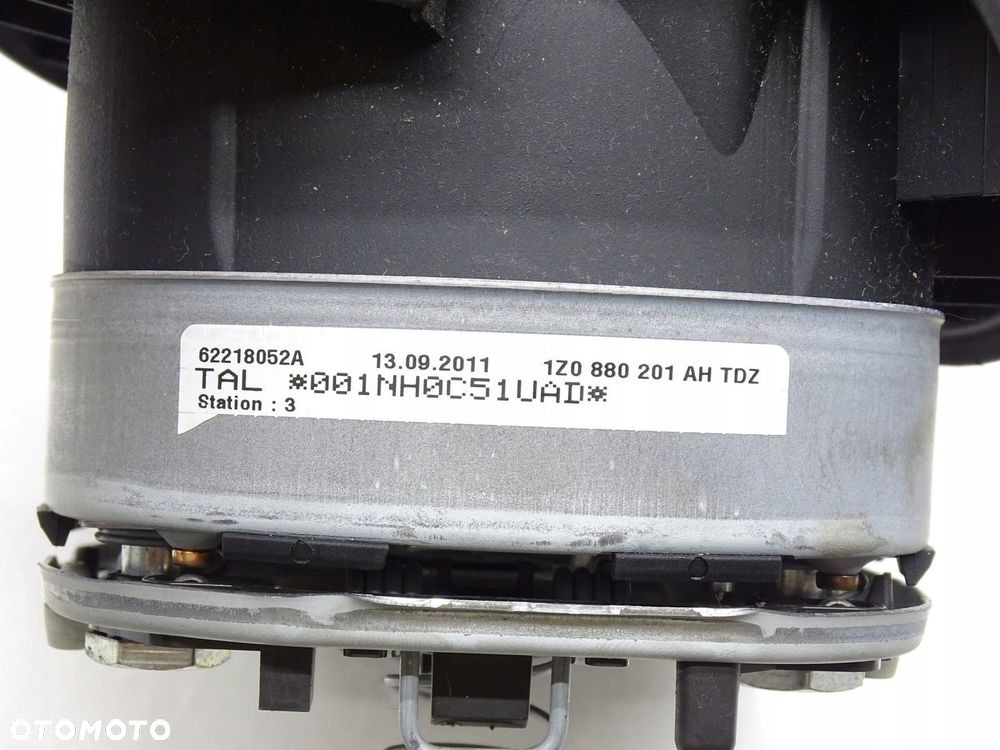 62218052A 13.09.2011 1Z0 880 201 AH TDZ
TAL *001NH0C51UAD*
Station : 3
OTOMOTO